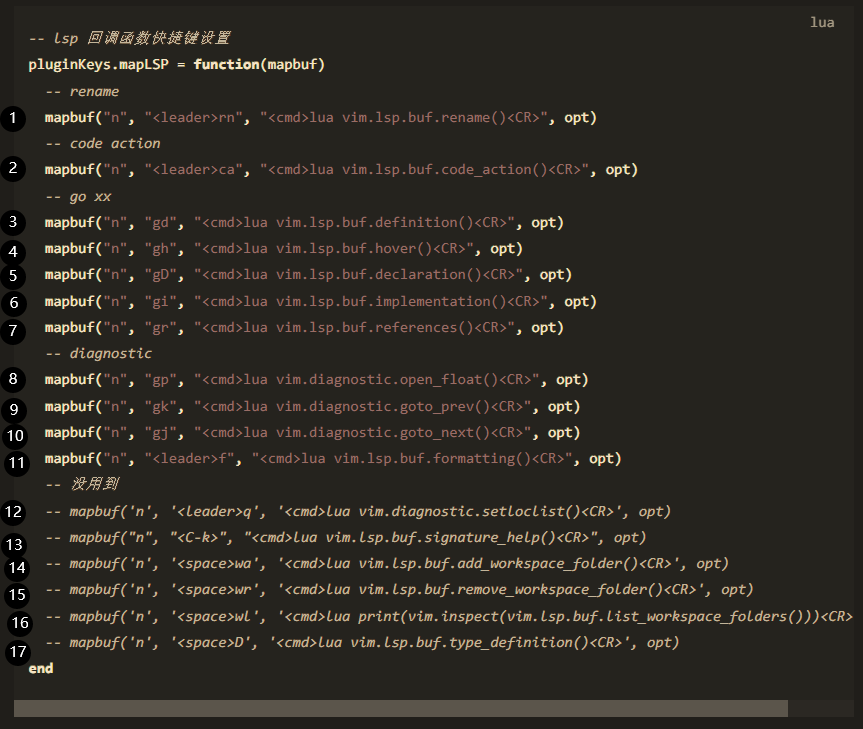 lua
-- lsp 回调函数快捷键设置
pluginKeys.mapLSP = function(mapbuf)
-- rename
1 mapbuf("n", "<leader>rn", "<cmd>lua vim.lsp.buf.rename()<CR>", opt)
-- code action
2 mapbuf("n", "<leader>ca", "<cmd>lua vim.lsp.buf.code_action()<CR>", opt)
-- go xx
3 mapbuf("n", "gd", "<cmd>lua vim.lsp.buf.definition()<CR>", opt)
4 mapbuf("n", "gh", "<cmd>lua vim.lsp.buf.hover()<CR>", opt)
5 mapbuf("n", "gD", "<cmd>lua vim.lsp.buf.declaration()<CR>", opt)
6 mapbuf("n", "gi", "<cmd>lua vim.lsp.buf.implementation()<CR>", opt)
7 mapbuf("n", "gr", "<cmd>lua vim.lsp.buf.references()<CR>", opt)
-- diagnostic
8 mapbuf("n", "gp", "<cmd>lua vim.diagnostic.open_float()<CR>", opt)
9 mapbuf("n", "gk", "<cmd>lua vim.diagnostic.goto_prev()<CR>", opt)
10 mapbuf("n", "gj", "<cmd>lua vim.diagnostic.goto_next()<CR>", opt)
11 mapbuf("n", "<leader>f", "<cmd>lua vim.lsp.buf.formatting()<CR>", opt)
-- 没用到
12 -- mapbuf('n', '<leader>q', '<cmd>lua vim.diagnostic.setloclist()<CR>', opt)
13 -- mapbuf("n", "<C-k>", "<cmd>lua vim.lsp.buf.signature_help()<CR>", opt)
14 -- mapbuf('n', '<space>wa', '<cmd>lua vim.lsp.buf.add_workspace_folder()<CR>', opt)
15 -- mapbuf('n', '<space>wr', '<cmd>lua vim.lsp.buf.remove_workspace_folder()<CR>', opt)
16 -- mapbuf('n', '<space>wl', '<cmd>lua print(vim.inspect(vim.lsp.buf.list_workspace_folders()))<CR>
17 -- mapbuf('n', '<space>D', '<cmd>lua vim.lsp.buf.type_definition()<CR>', opt)
end